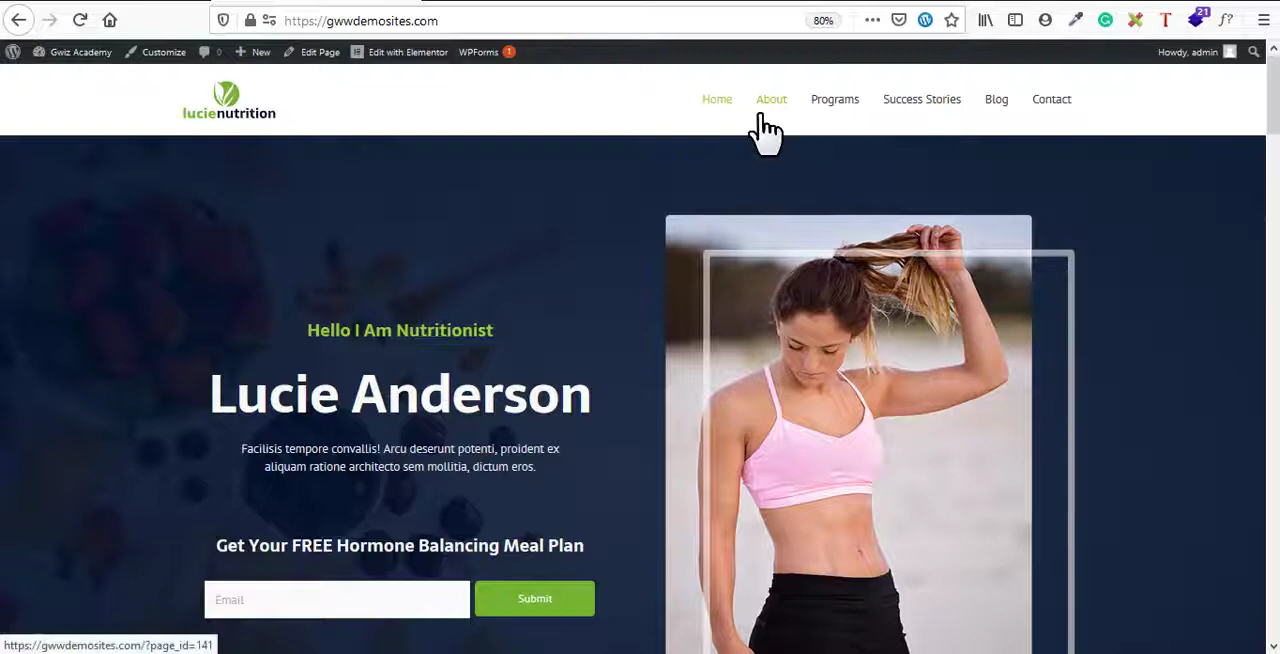 https://gwwdemosites.com
80%
21
f?
Gwiz Academy
Customize
0
New
Edit Page
Edit with Elementor
WPForms 1
Howdy, admin
lucienutrition
Home
About
Programs
Success Stories
Blog
Contact
Hello I Am Nutritionist
Lucie Anderson
Facilisis tempore convallis! Arcu deserunt potenti, proident ex
aliquam ratione architecto sem mollitia, dictum eros.
Get Your FREE Hormone Balancing Meal Plan
Email
Submit
https://gwwdemosites.com/?page_id=141